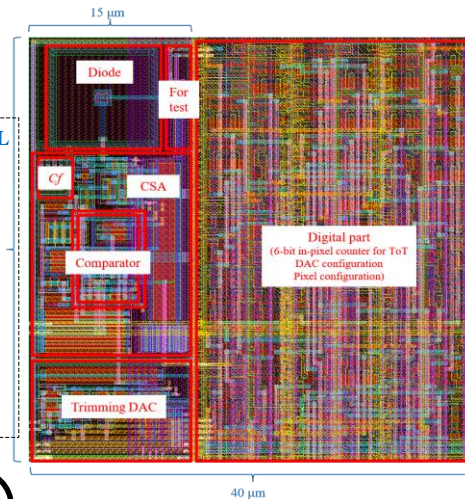 15 μm
Diode
For
test
L
Cf
CSA
Comparator
Digital part
(6-bit in-pixel counter for ToT
DAC configuration
Pixel configuration)
Trimming DAC
40 μm